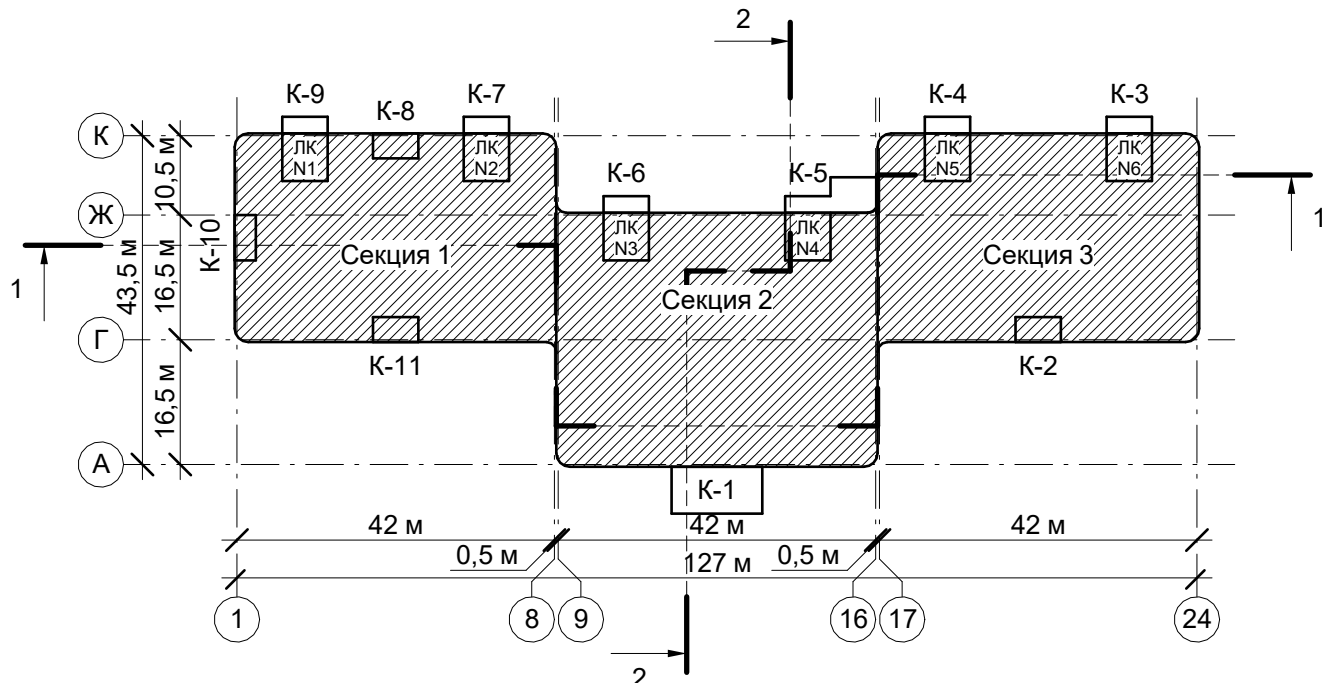 2
К-9
К-8
К-7
К-4
К-3
К
ЛК
N1
ЛК
N2
ЛК
N5
ЛК
N6
10,5 м
К-6
К-5
Ж
К-10
ЛК
N3
ЛК
N4
1
1
Секция 1
Секция 2
Секция 3
43,5 м
16,5 м
Г
К-11
К-2
16,5 м
А
К-1
42 м
42 м
42 м
0,5 м
0,5 м
127 м
1
8
9
16
17
24
2